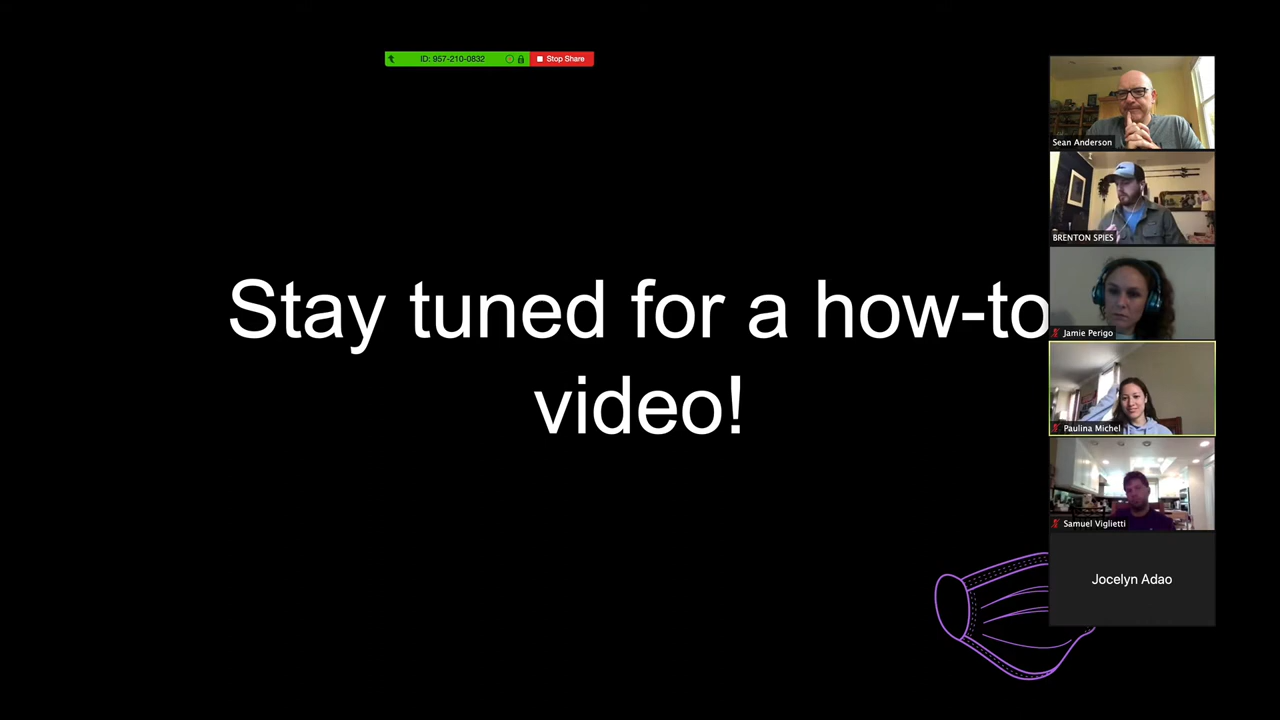 ID: 957-210-0832
Stop Share
Sean Anderson
BRENTON SPIES
Stay tuned for a how-to
video!
Jamie Perigo
Paulina Michel
Samuel Viglietti
Jocelyn Adao